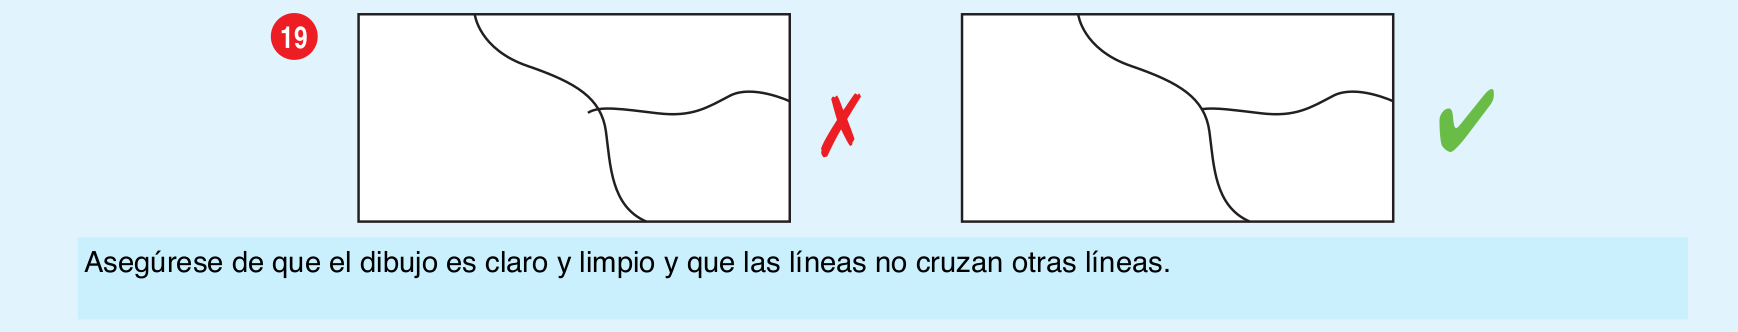 19
Asegúrese de que el dibujo es claro y limpio y que las líneas no cruzan otras líneas.